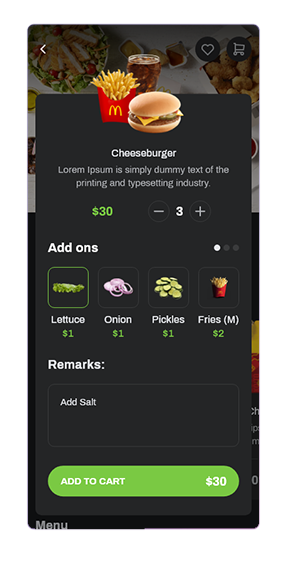 Cheeseburger
Lorem Ipsum is simply dummy text of the
printing and typesetting industry.
$30 3
Add ons
Lettuce Onion Pickles Fries (M)
$1 $1 $1 $2
Remarks:
Add Salt
ADD TO CART $30
Menu